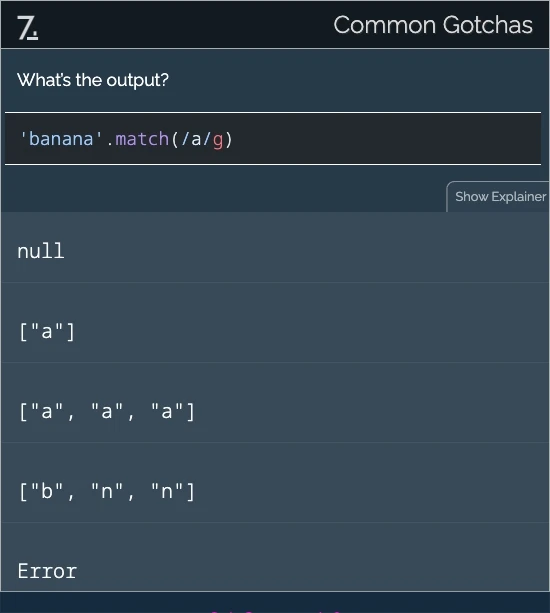 7.
Common Gotchas
What's the output?
'banana'.match(/a/g)
Show Explainer
null
["a"]
["a", "a", "a"]
["b", "n", "n"]
Error